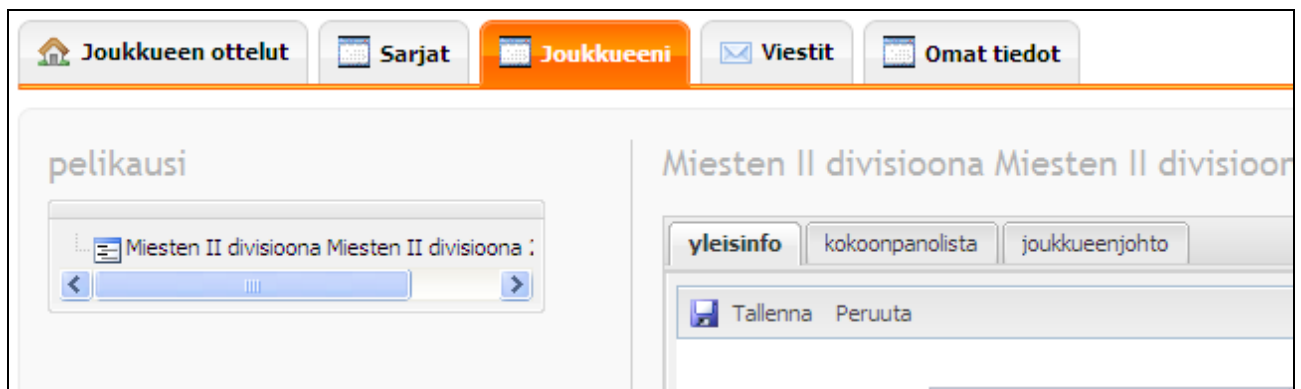 Joukkueen ottelut Sarjat Joukkueeni Viestit Omat tiedot
pelikausi
Miesten II divisioona Miesten II divisioona
Miesten II divisioona Miesten II divisioon
yleisinfo kokoonpanolista joukkueenjohto
Tallenna Peruuta